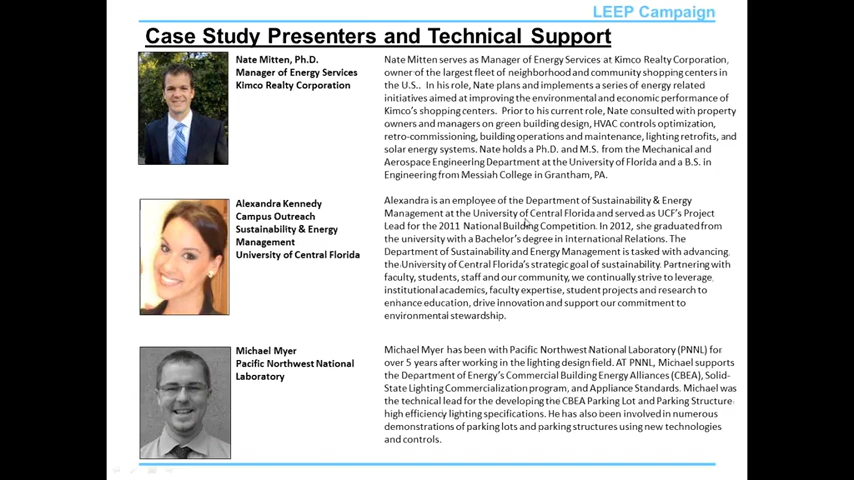 LEEP Campaign
Case Study Presenters and Technical Support
Nate Mitten, Ph.D.
Manager of Energy Services
Kimco Realty Corporation
Nate Mitten serves as Manager of Energy Services at Kimco Realty Corporation,
owner of the largest fleet of neighborhood and community shopping centers in
the U.S.. In his role, Nate plans and implements a series of energy related
initiatives aimed at improving the environmental and economic performance of
Kimco's shopping centers. Prior to his current role, Nate consulted with property
owners and managers on green building design, HVAC controls optimization,
retro-commissioning, building operations and maintenance, lighting retrofits, and
solar energy systems. Nate holds a Ph.D. and M.S. from the Mechanical and
Aerospace Engineering Department at the University of Florida and a B.S. in
Engineering from Messiah College in Grantham, PA.
Alexandra Kennedy
Campus Outreach
Sustainability & Energy
Management
University of Central Florida
Alexandra is an employee of the Department of Sustainability & Energy
Management at the University of Central Florida and served as UCF's Project
Lead for the 2011 National Building Competition. In 2012, she graduated from
the university with a Bachelor's degree in International Relations. The
Department of Sustainability and Energy Management is tasked with advancing
the University of Central Florida's strategic goal of sustainability. Partnering with
faculty, students, staff and our community, we continually strive to leverage
institutional academics, faculty expertise, student projects and research to
enhance education, drive innovation and support our commitment to
environmental stewardship.
Michael Myer
Pacific Northwest National
Laboratory
Michael Myer has been with Pacific Northwest National Laboratory (PNNL) for
over 5 years after working in the lighting design field. AT PNNL, Michael supports
the Department of Energy's Commercial Building Energy Alliances (CBEA), Solid-
State Lighting Commercialization program, and Appliance Standards. Michael was
the technical lead for the developing the CBEA Parking Lot and Parking Structure
high efficiency lighting specifications. He has also been involved in numerous
demonstrations of parking lots and parking structures using new technologies
and controls.